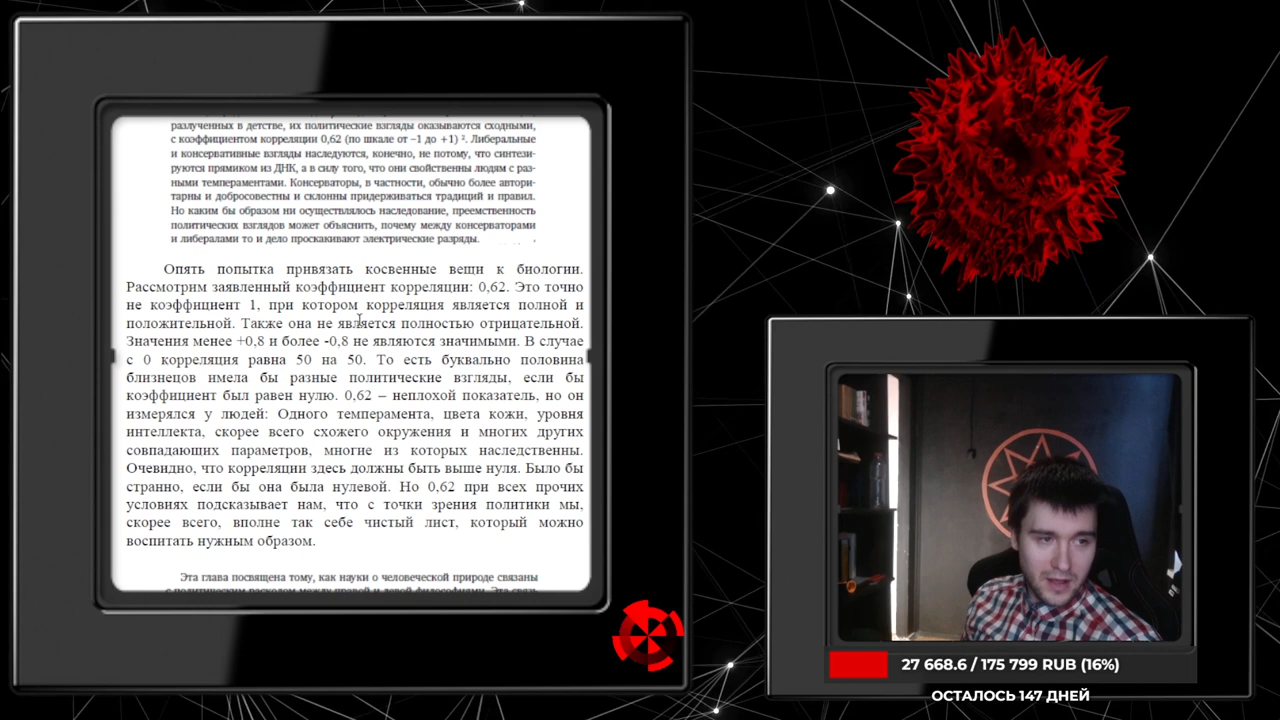 разлученных в детстве, их политические взгляды оказываются сходными,
с коэффициентом корреляции 0,62 (по шкале от −1 до +1) ². Либеральные
и консервативные взгляды наследуются, конечно, не потому, что синтези-
руются прямиком из ДНК, а в силу того, что они свойственны людям с раз-
ными темпераментами. Консерваторы, в частности, обычно более автори-
тарны и добросовестны и склонны придерживаться традиций и правил.
Но каким бы образом ни осуществлялось наследование, преемственность
политических взглядов может объяснить, почему между консерваторами
и либералами то и дело проскакивают электрические разряды.
Опять попытка привязать косвенные вещи к биологии.
Рассмотрим заявленный коэффициент корреляции: 0,62. Это точно
не коэффициент 1, при котором корреляция является полной и
положительной. Также она не является полностью отрицательной.
Значения менее +0,8 и более -0,8 не являются значимыми. В случае
с 0 корреляция равна 50 на 50. То есть буквально половина
близнецов имела бы разные политические взгляды, если бы
коэффициент был равен нулю. 0,62 – неплохой показатель, но он
измерялся у людей: Одного темперамента, цвета кожи, уровня
интеллекта, скорее всего схожего окружения и многих других
совпадающих параметров, многие из которых наследственны.
Очевидно, что корреляции здесь должны быть выше нуля. Было бы
странно, если бы она была нулевой. Но 0,62 при всех прочих
условиях подсказывает нам, что с точки зрения политики мы,
скорее всего, вполне так себе чистый лист, который можно
воспитать нужным образом.
Эта глава посвящена тому, как науки о человеческой природе связаны
с политическим расколом между правой и левой философиями. Эта связь
27 668.6 / 175 799 RUB (16%)
ОСТАЛОСЬ 147 ДНЕЙ